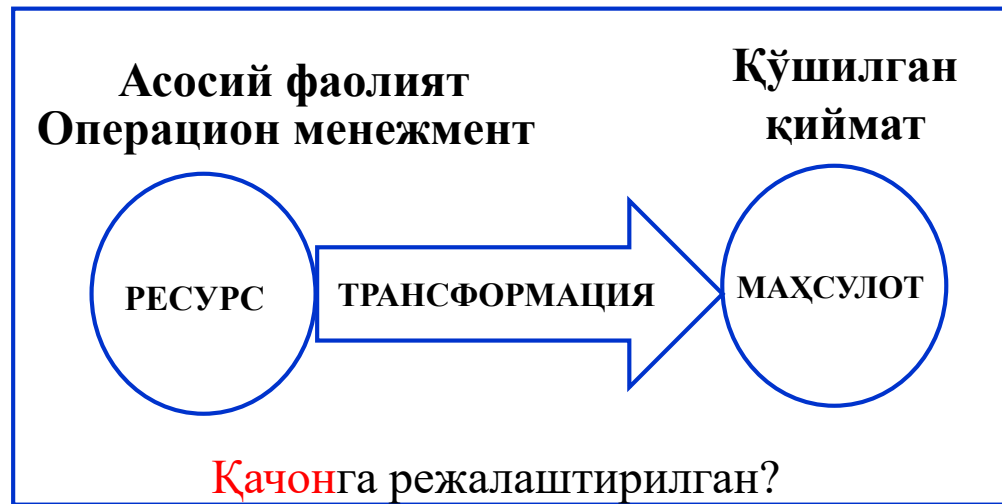 Асосий фаолият
Операцион менежмент
Қўшилган
қиймат
РЕСУРС
ТРАНСФОРМАЦИЯ
МАҲСУЛОТ
Қачонга режалаштирилган?